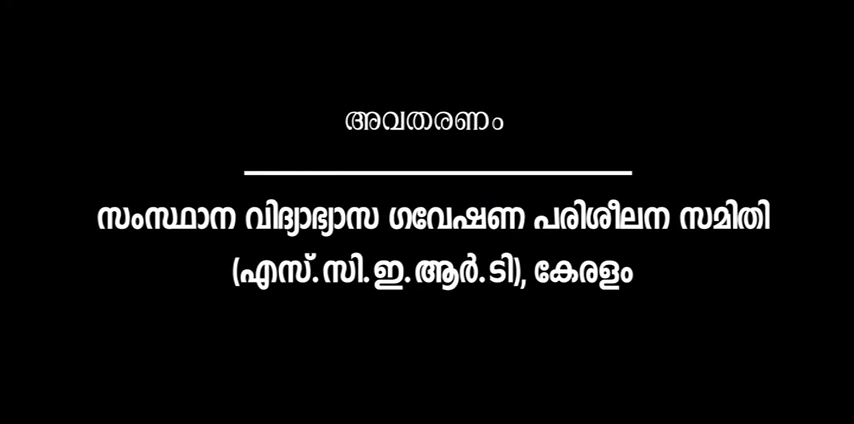 അവതരണം
സംസ്ഥാന വിദ്യാഭ്യാസ ഗവേഷണ പരിശീലന സമിതി
(എസ്.സി.ഇ.ആർ.ടി), കേരളം